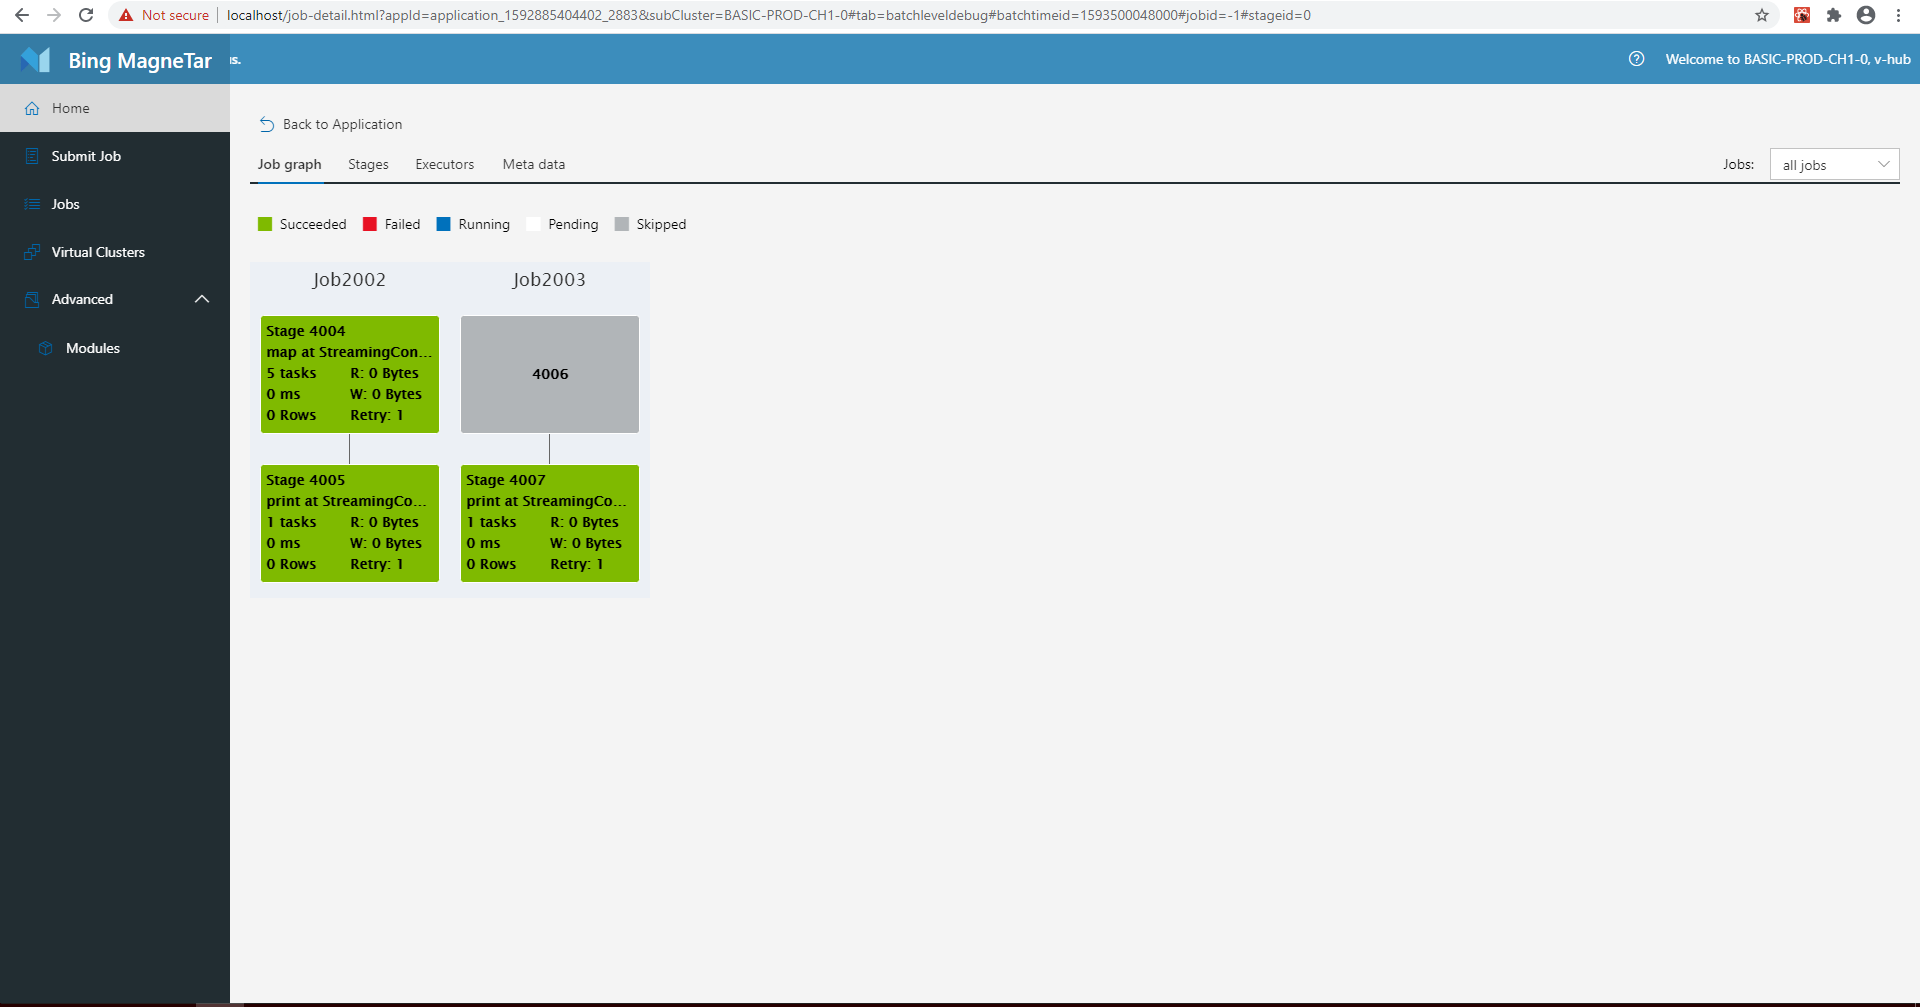 Not secure | localhost/job-detail.html?appId=application_1592885404402_2883&subCluster=BASIC-PROD-CH1-0#tab=batchleveldebug#batchtimeid=1593500048000#jobid=-1#stageid=0
Bing MagneTar
Welcome to BASIC-PROD-CH1-0, v-hub
Home
Submit Job
Jobs
Virtual Clusters
Advanced
Modules
Back to Application
Job graph Stages Executors Meta data
Jobs: all jobs
Succeeded Failed Running Pending Skipped
Job2002
Stage 4004
map at StreamingCon...
5 tasks R: 0 Bytes
0 ms W: 0 Bytes
0 Rows Retry: 1
Stage 4005
print at StreamingCo...
1 tasks R: 0 Bytes
0 ms W: 0 Bytes
0 Rows Retry: 1
Job2003
4006
Stage 4007
print at StreamingCo...
1 tasks R: 0 Bytes
0 ms W: 0 Bytes
0 Rows Retry: 1